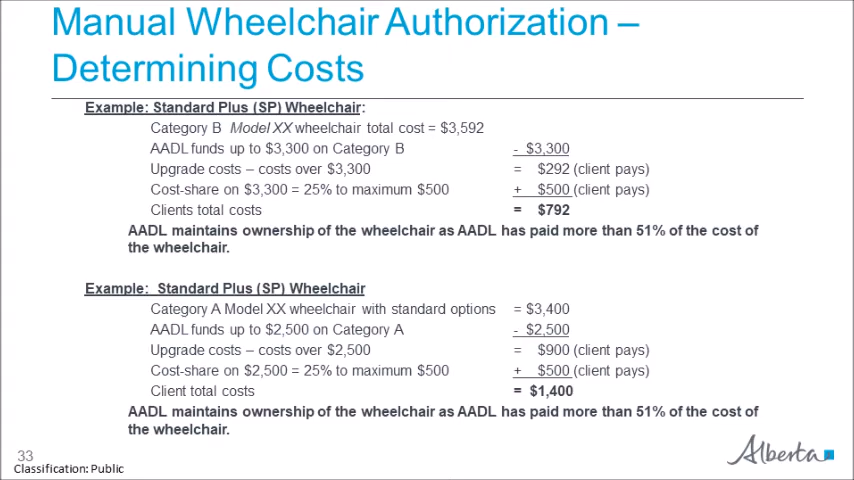 Manual Wheelchair Authorization –
Determining Costs
Example: Standard Plus (SP) Wheelchair:
Category B Model XX wheelchair total cost = $3,592
AADL funds up to $3,300 on Category B - $3,300
Upgrade costs – costs over $3,300 = $292 (client pays)
Cost-share on $3,300 = 25% to maximum $500 + $500 (client pays)
Clients total costs = $792
AADL maintains ownership of the wheelchair as AADL has paid more than 51% of the cost of
the wheelchair.
Example: Standard Plus (SP) Wheelchair
Category A Model XX wheelchair with standard options = $3,400
AADL funds up to $2,500 on Category A - $2,500
Upgrade costs – costs over $2,500 = $900 (client pays)
Cost-share on $2,500 = 25% to maximum $500 + $500 (client pays)
Client total costs = $1,400
AADL maintains ownership of the wheelchair as AADL has paid more than 51% of the cost of
the wheelchair.
33
Classification: Public
Alberta